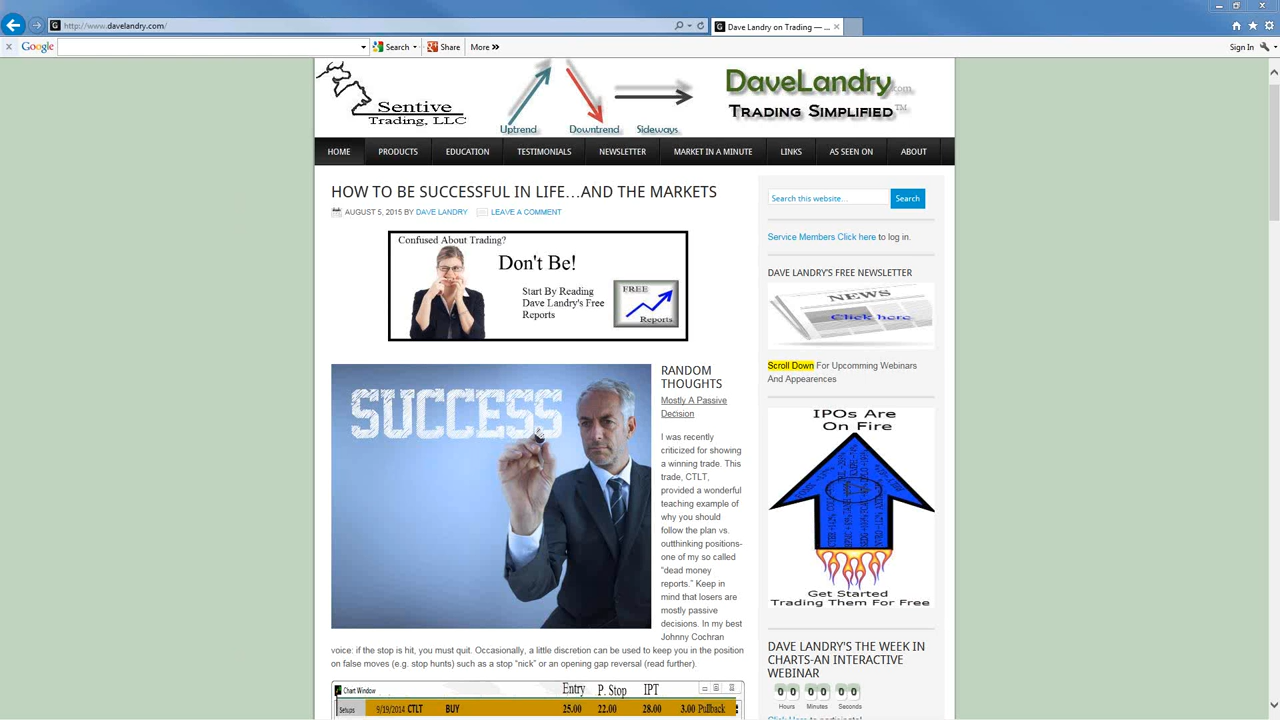 http://www.davelandry.com/
Dave Landry on Trading — ...
Google
Search
Share
More »
Sign In
Sentive
Trading, LLC
Uptrend
Downtrend
Sideways
DaveLandry.com
TRADING SIMPLIFIED TM
HOME
PRODUCTS
EDUCATION
TESTIMONIALS
NEWSLETTER
MARKET IN A MINUTE
LINKS
AS SEEN ON
ABOUT
HOW TO BE SUCCESSFUL IN LIFE…AND THE MARKETS
AUGUST 5, 2015 BY DAVE LANDRY
LEAVE A COMMENT
Confused About Trading?
Don't Be!
Start By Reading
Dave Landry's Free
Reports
FREE
Reports
SUCCESS
RANDOM
THOUGHTS
Mostly A Passive
Decision
I was recently
criticized for showing
a winning trade. This
trade, CTLT,
provided a wonderful
teaching example of
why you should
follow the plan vs.
outthinking positions-
one of my so called
“dead money
reports.” Keep in
mind that losers are
mostly passive
decisions. In my best
Johnny Cochran
voice: if the stop is hit, you must quit. Occasionally, a little discretion can be used to keep you in the position
on false moves (e.g. stop hunts) such as a stop “nick” or an opening gap reversal (read further).
Chart Window
Entry
P. Stop
IPT
Setups
9/19/2014 CTLT
BUY
25.00
22.00
28.00
3.00 Pullback
Search this website…
Search
Service Members Click here to log in.
DAVE LANDRY'S FREE NEWSLETTER
NEWS
Click here
Scroll Down For Upcomming Webinars
And Appearences
IPOs Are
On Fire
Get Started
Trading Them For Free
DAVE LANDRY'S THE WEEK IN
CHARTS-AN INTERACTIVE
WEBINAR
0 0
0 0
0 0
Hours
Minutes
Seconds
Click Here to participate!